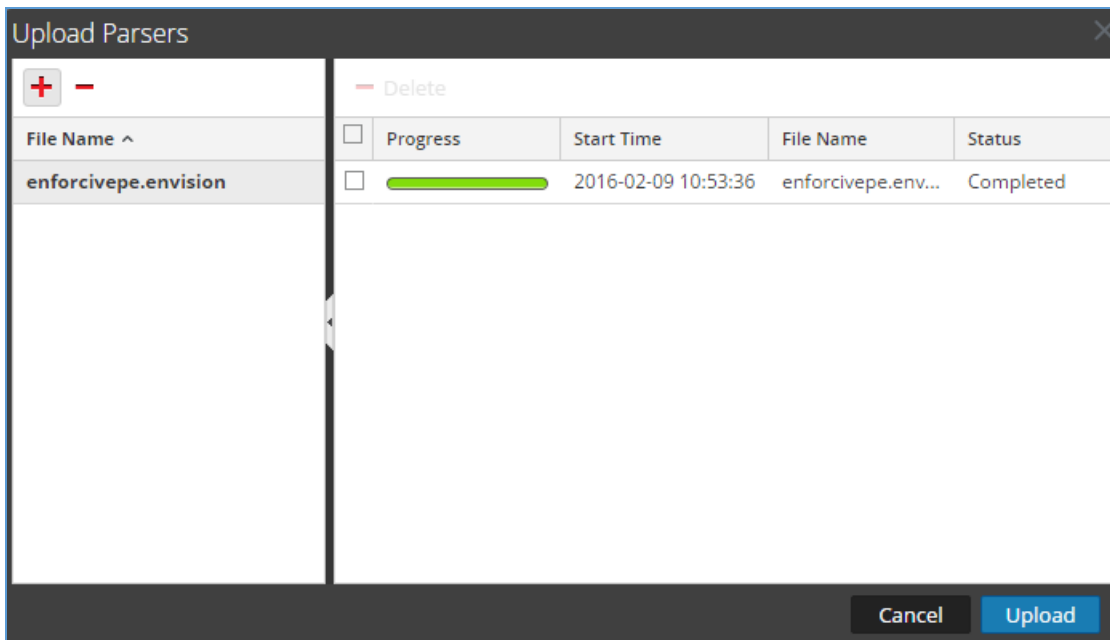 Upload Parsers
Delete
File Name
Progress Start Time File Name Status
enforcivepe.envision
2016-02-09 10:53:36 enforcivepe.env... Completed
Cancel Upload